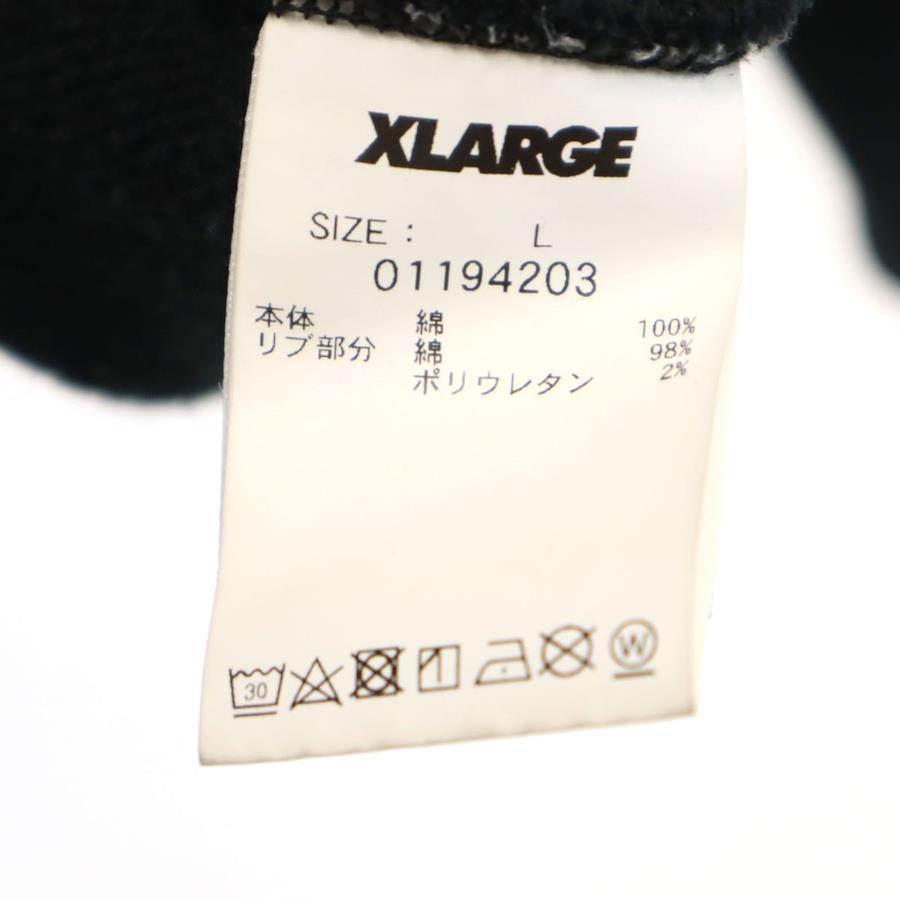 XLARGE
SIZE : L
01194203
本体 綿 100%
リブ部分 綿 98%
ポリウレタン 2%
30
W